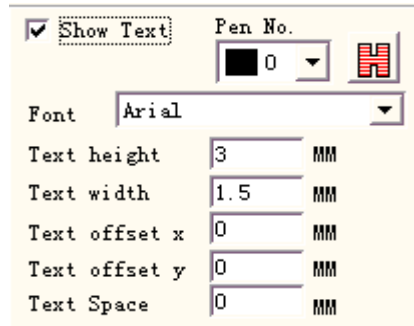 Show Text Pen No.
0
Font Arial
Text height 3 MM
Text width 1.5 MM
Text offset x 0 MM
Text offset y 0 MM
Text Space 0 MM